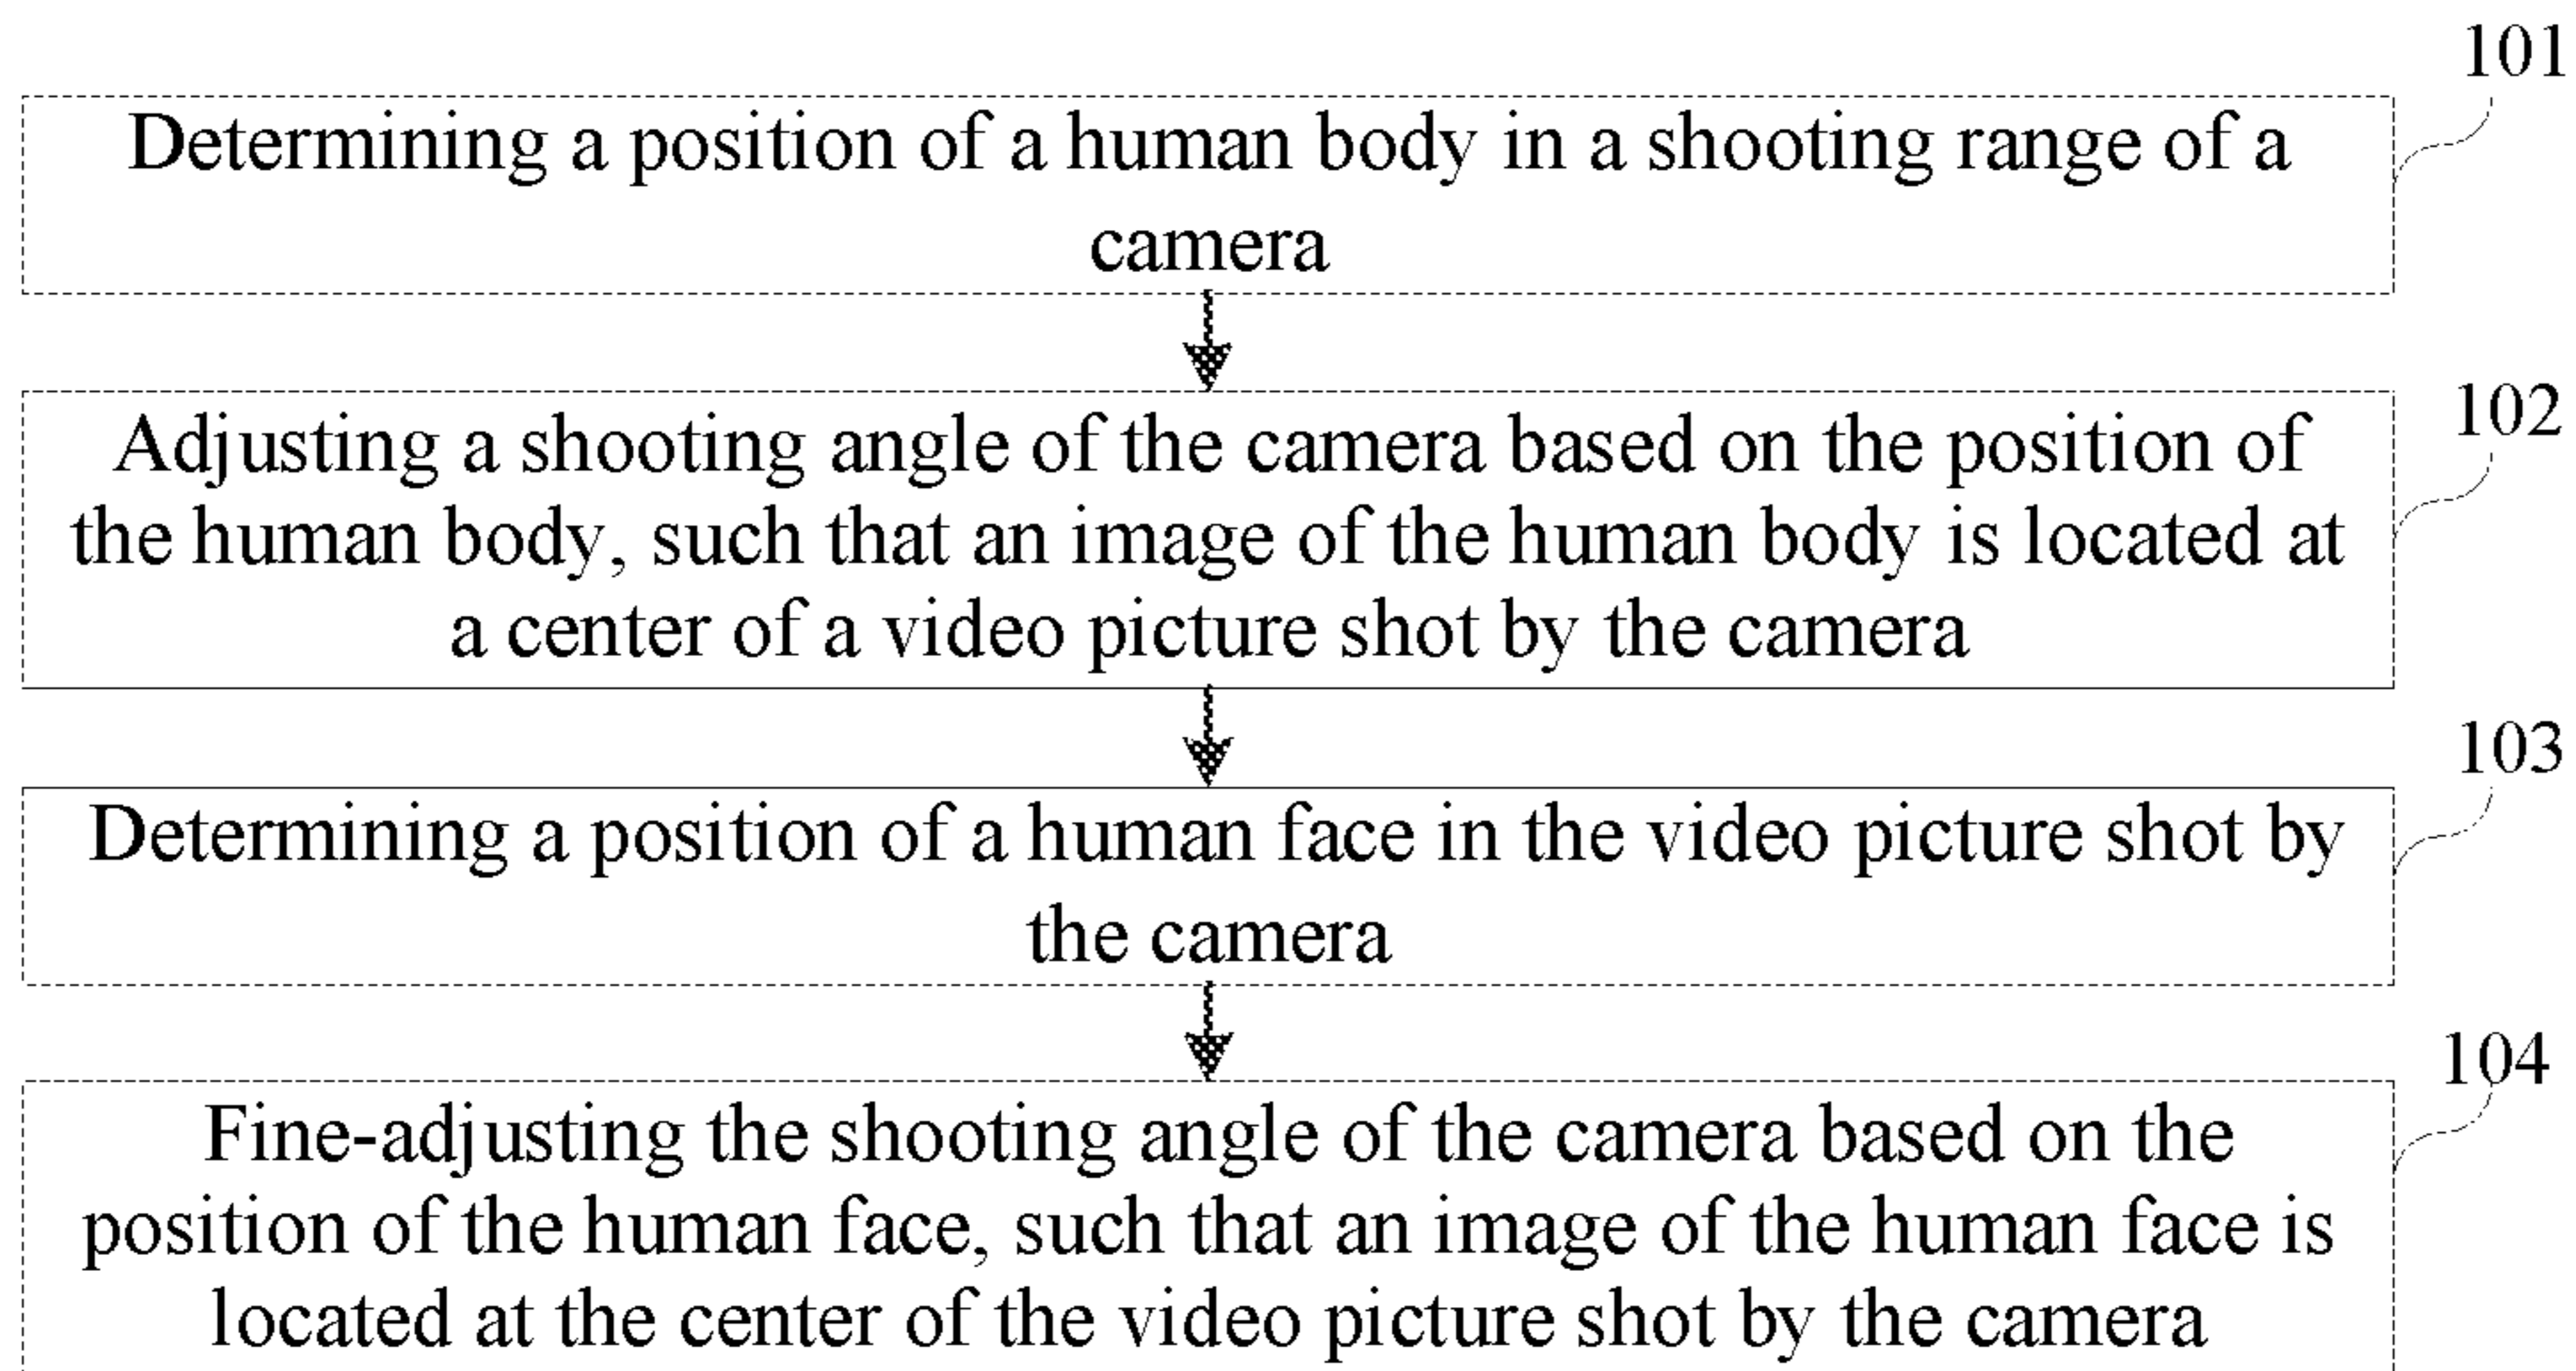 101
Determining a position of a human body in a shooting range of a
camera
102
Adjusting a shooting angle of the camera based on the position of
the human body, such that an image of the human body is located at
a center of a video picture shot by the camera
103
Determining a position of a human face in the video picture shot by
the camera
104
Fine-adjusting the shooting angle of the camera based on the
position of the human face, such that an image of the human face is
located at the center of the video picture shot by the camera